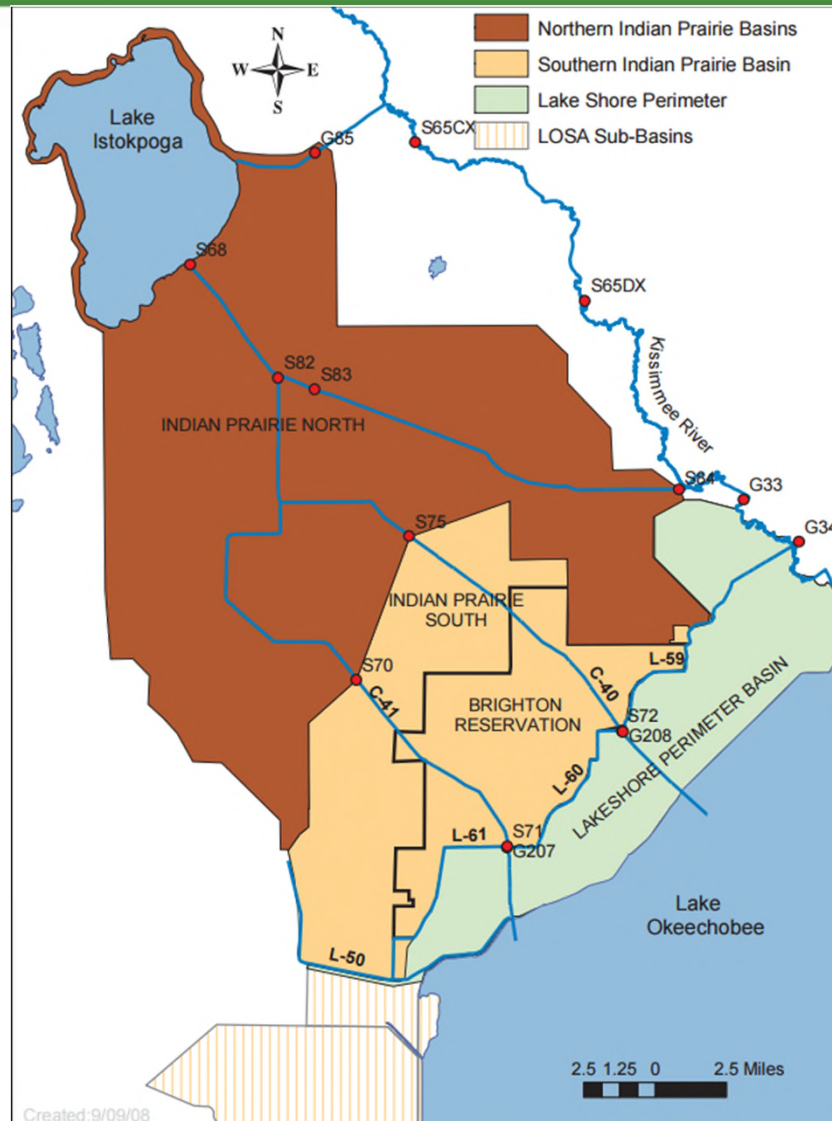 N
W E
S
Northern Indian Prairie Basins
Southern Indian Prairie Basin
Lake Shore Perimeter
LOSA Sub-Basins
Lake
Istokpoga
G85
S65CX
S68
S65DX
Kissimmee River
S82
S83
INDIAN PRAIRIE NORTH
S84
G33
G34
S75
INDIAN PRAIRIE
SOUTH
L-59
S70
C-41
C-40
BRIGHTON
RESERVATION
S72
G208
LAKESHORE PERIMETER BASIN
L-60
L-61
S71
G207
Lake
Okeechobee
L-50
2.5 1.25 0 2.5 Miles
Created:9/09/08